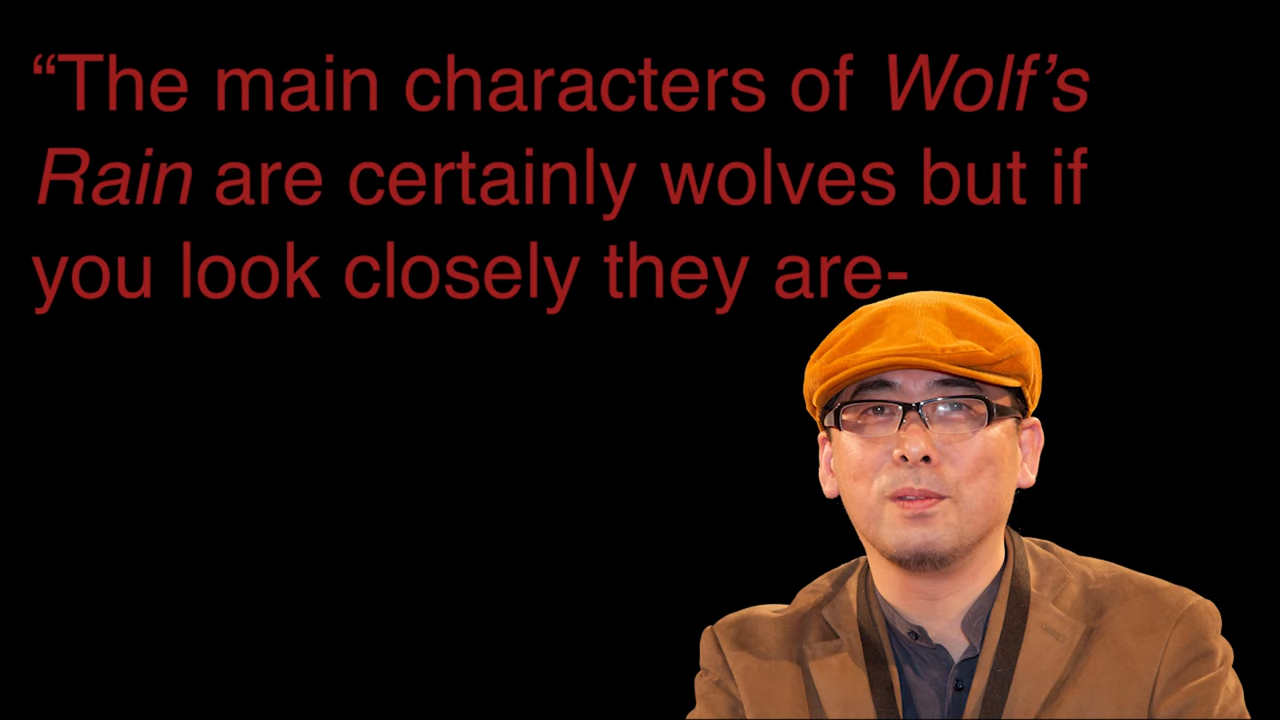 “The main characters of Wolf’s
Rain are certainly wolves but if
you look closely they are-